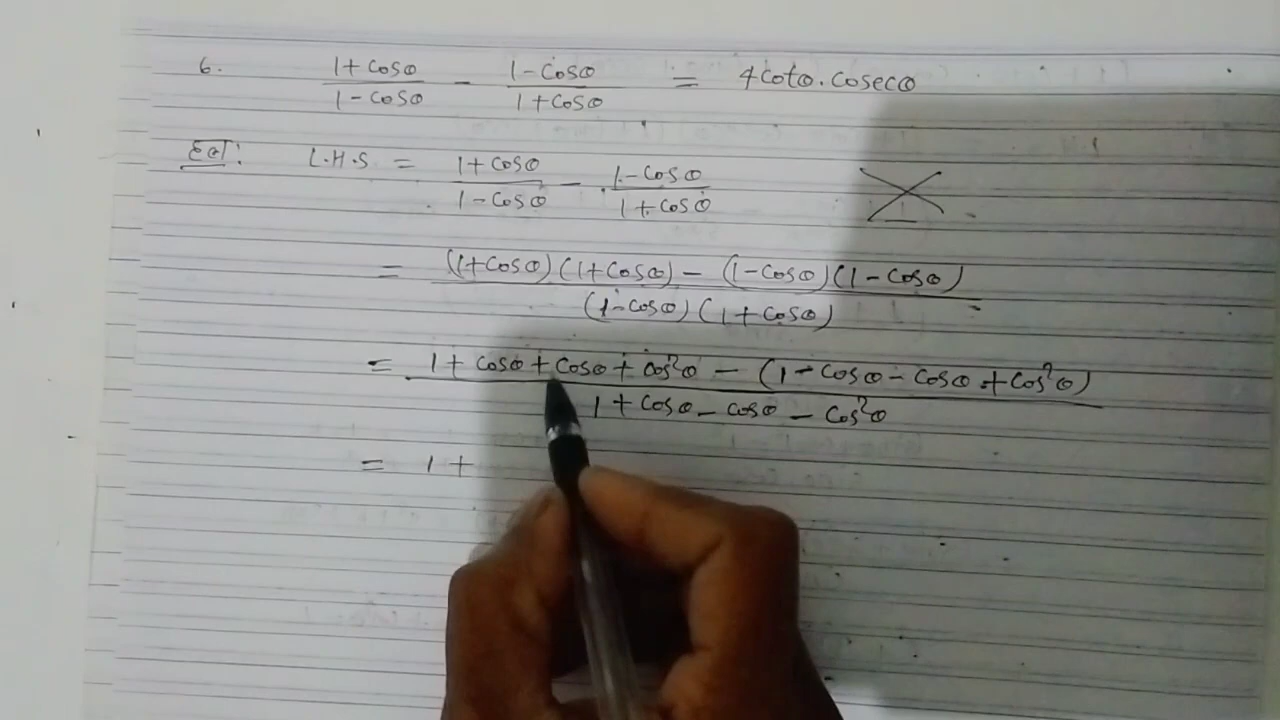 6. (1+cosθ)/(1-cosθ) - (1-cosθ)/(1+cosθ) = 4cotθ.cosecθ
L.H.S = (1+cosθ)/(1-cosθ) - (1-cosθ)/(1+cosθ)
= ((1+cosθ)(1+cosθ) - (1-cosθ)(1-cosθ))/((1-cosθ)(1+cosθ))
= (1+cosθ+cosθ+cos²θ - (1-cosθ-cosθ+cos²θ))/(1+cosθ-cosθ-cos²θ)
= 1+